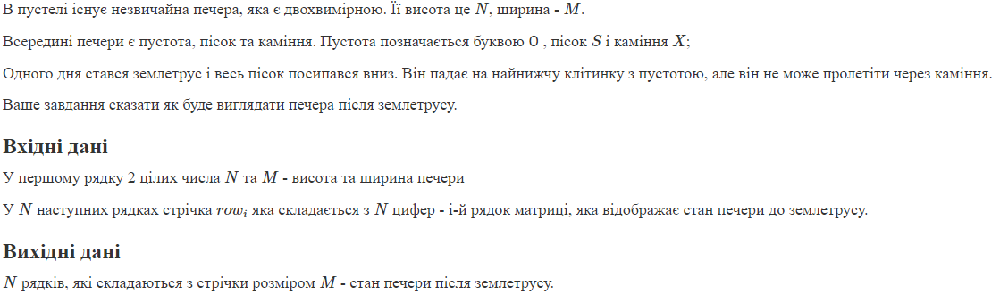 В пустелі існує незвичайна печера, яка є двохвимірною. Її висота це N, ширина - M.
Всередині печери є пустота, пісок та каміння. Пустота позначається буквою O , пісок S і каміння X;
Одного дня стався землетрус і весь пісок посипався вниз. Він падає на найнижчу клітинку з пустотою, але він не може пролетіти через каміння.
Ваше завдання сказати як буде виглядати печера після землетрусу.
Вхідні дані
У першому рядку 2 цілих числа N та M - висота та ширина печери
У N наступних рядках стрічка row_i яка складається з N цифер - i-й рядок матриці, яка відображає стан печери до землетрусу.
Вихідні дані
N рядків, які складаються з стрічки розміром M - стан печери після землетрусу.